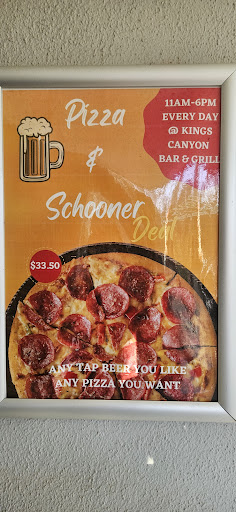 Pizza
&
Schooner
Deal
11AM-6PM
EVERY DAY
@ KINGS
CANYON
BAR & GRILL
$33.50
ANY TAP BEER YOU LIKE
ANY PIZZA YOU WANT